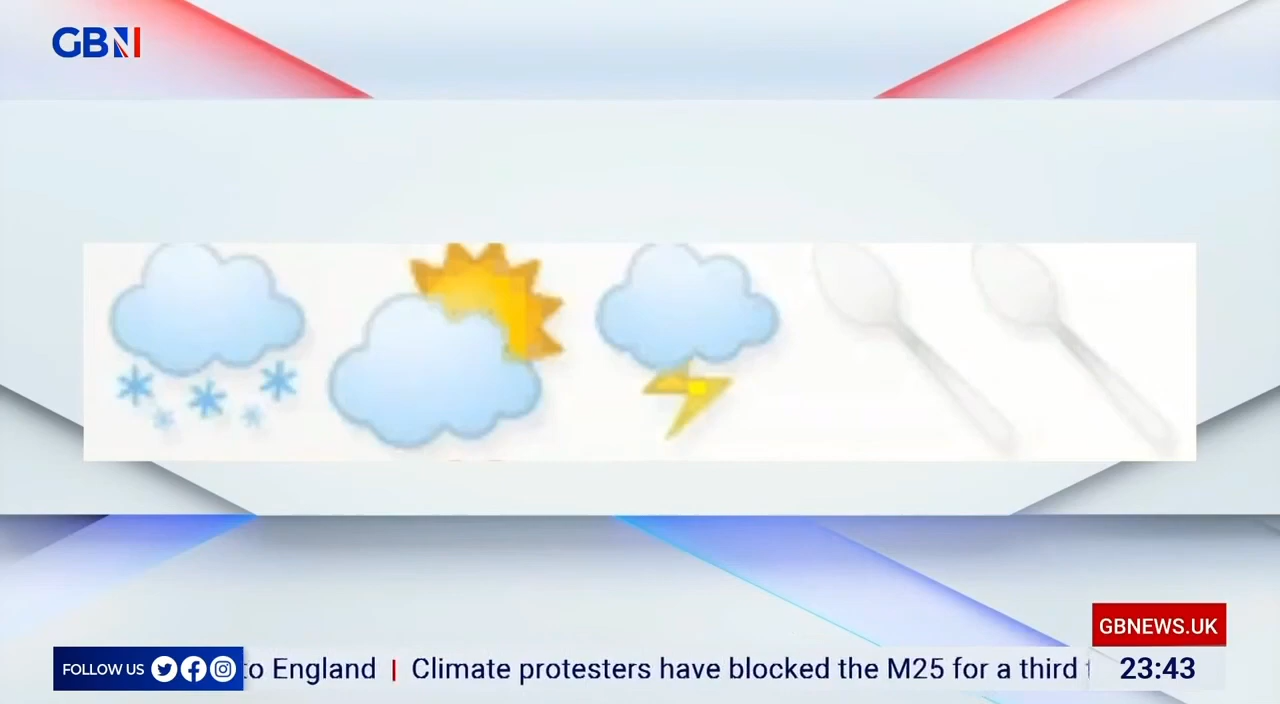 GBN
GBNEWS.UK
FOLLOW US to England | Climate protesters have blocked the M25 for a third 23:43